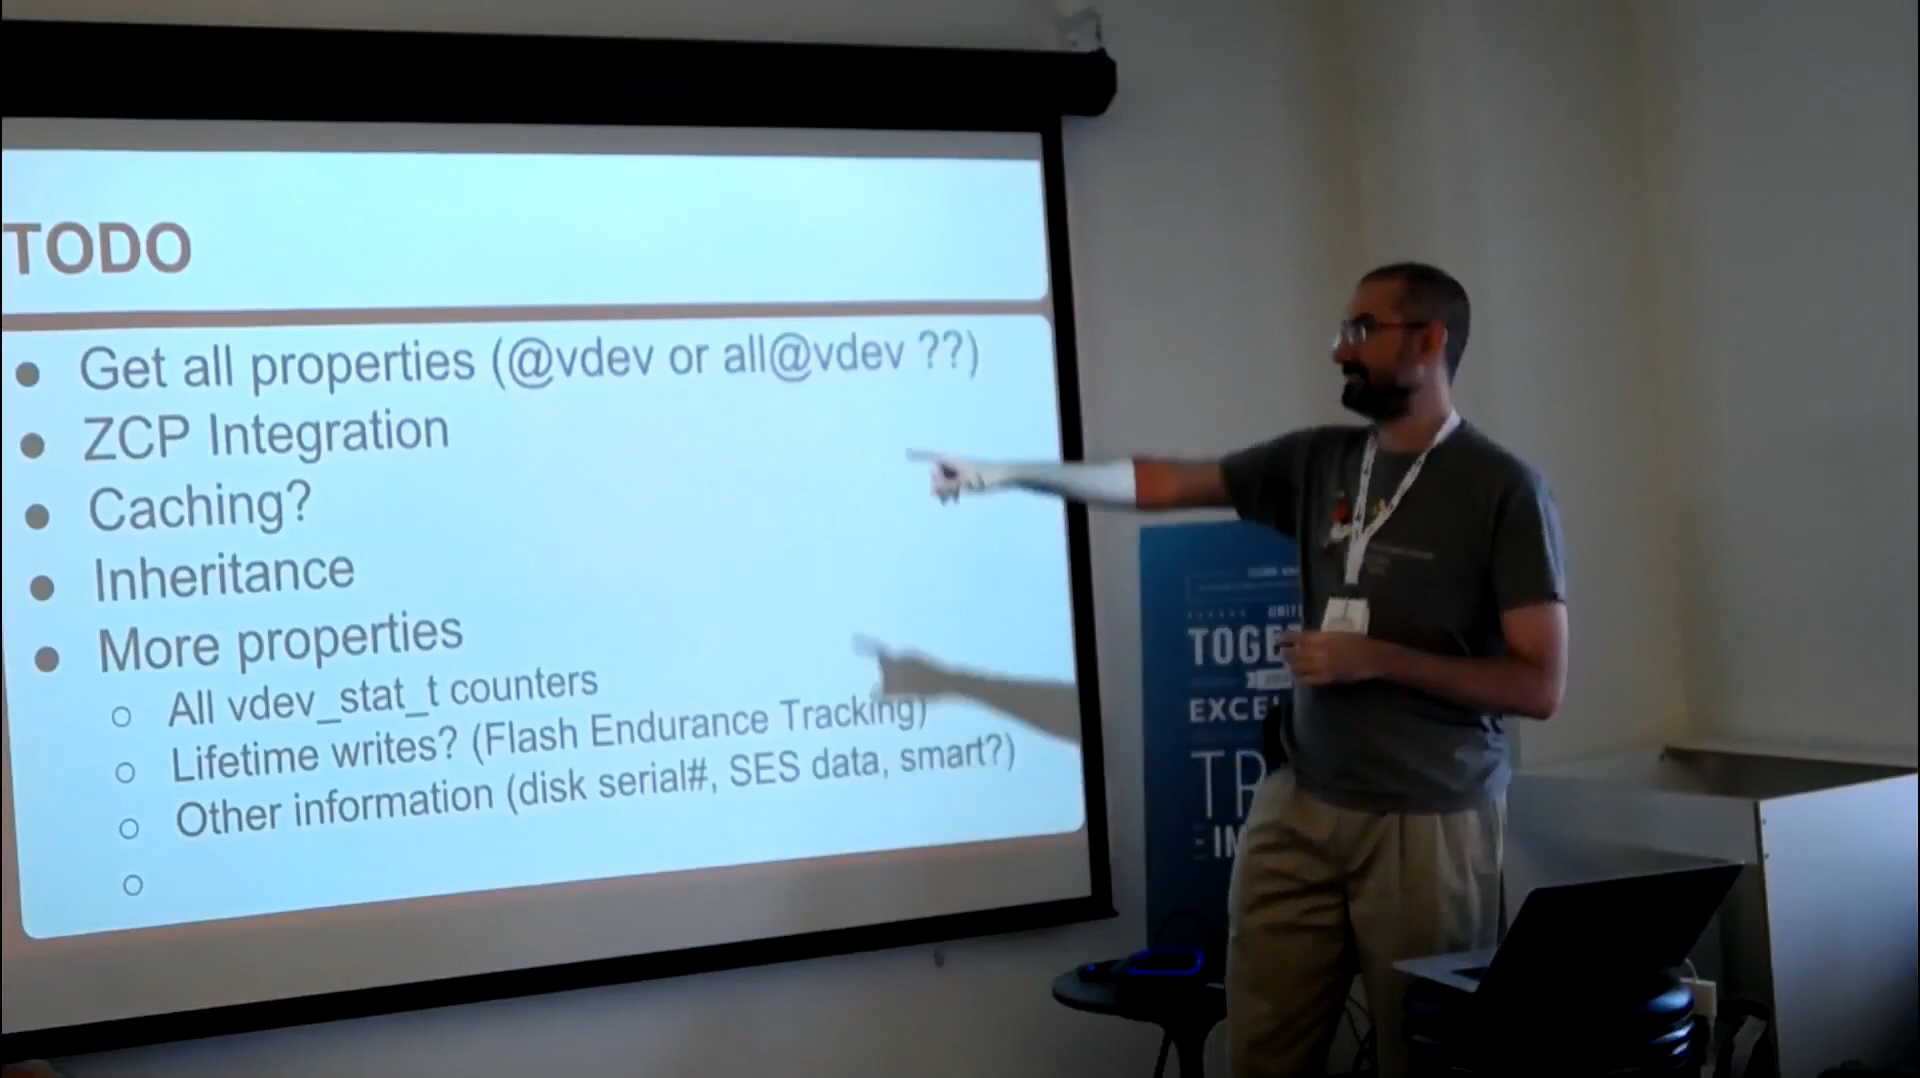 TODO
● Get all properties (@vdev or all@vdev ??)
● ZCP Integration
● Caching?
● Inheritance
● More properties
○ All vdev_stat_t counters
○ Lifetime writes? (Flash Endurance Tracking)
○ Other information (disk serial#, SES data, smart?)
○
TOGE
EXCE
TR
IN